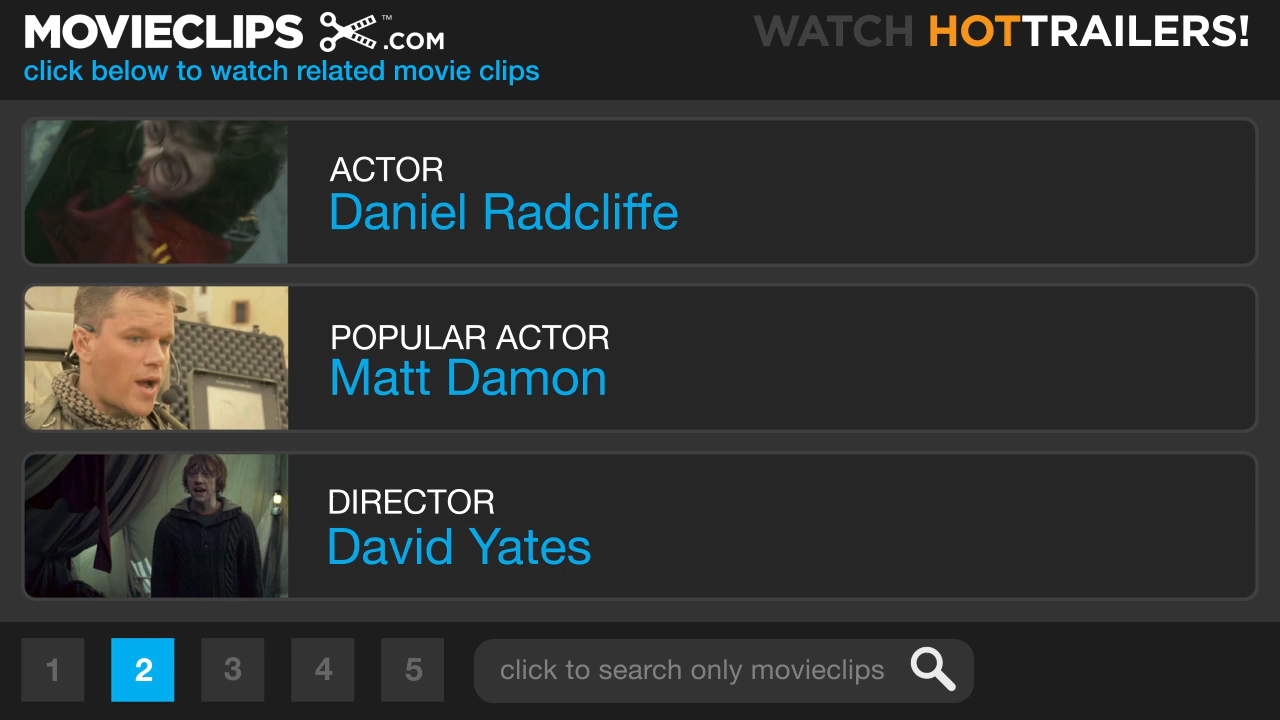 MOVIECLIPS ™ .COM
WATCH HOTTRAILERS!
click below to watch related movie clips
ACTOR
Daniel Radcliffe
POPULAR ACTOR
Matt Damon
DIRECTOR
David Yates
1 2 3 4 5 click to search only movieclips